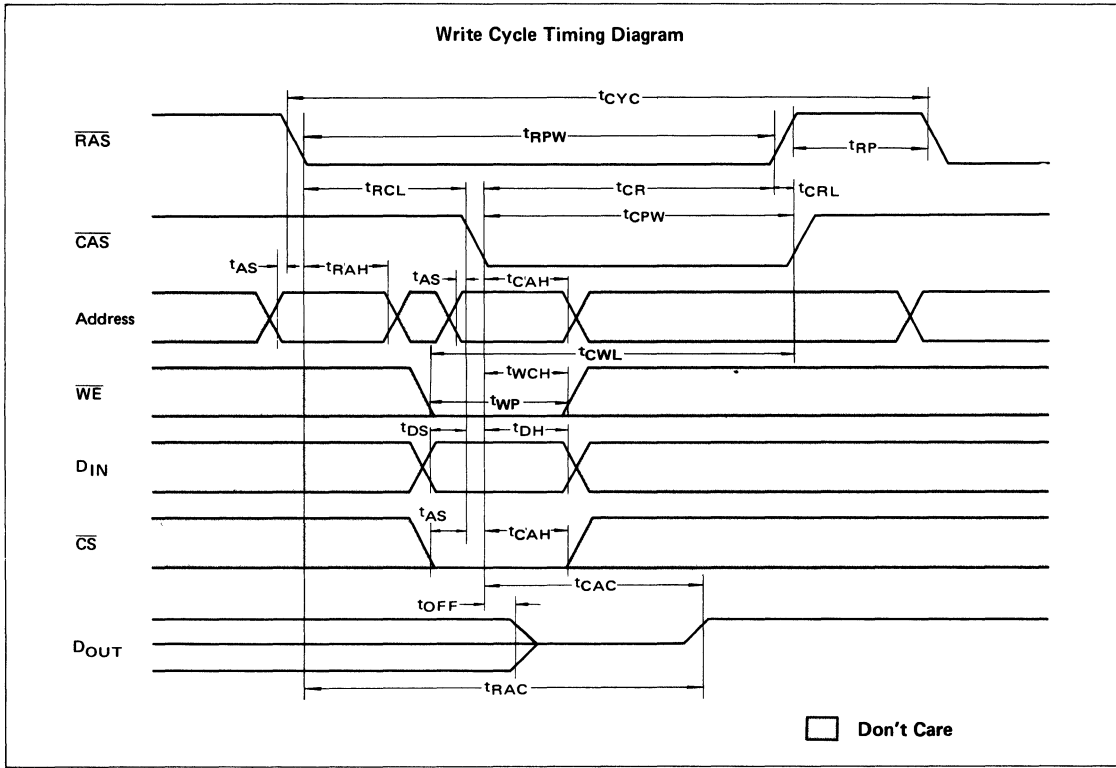 Write Cycle Timing Diagram
tCYC
RAS
tRPW
tRP
tRCL
tCR
tCRL
CAS
tCPW
tAS
tRAH
tAS
tCAH
Address
tCWL
WE
tWCH
tWP
tDS
tDH
DIN
tAS
tCAH
CS
tCAC
tOFF
DOUT
tRAC
Don't Care